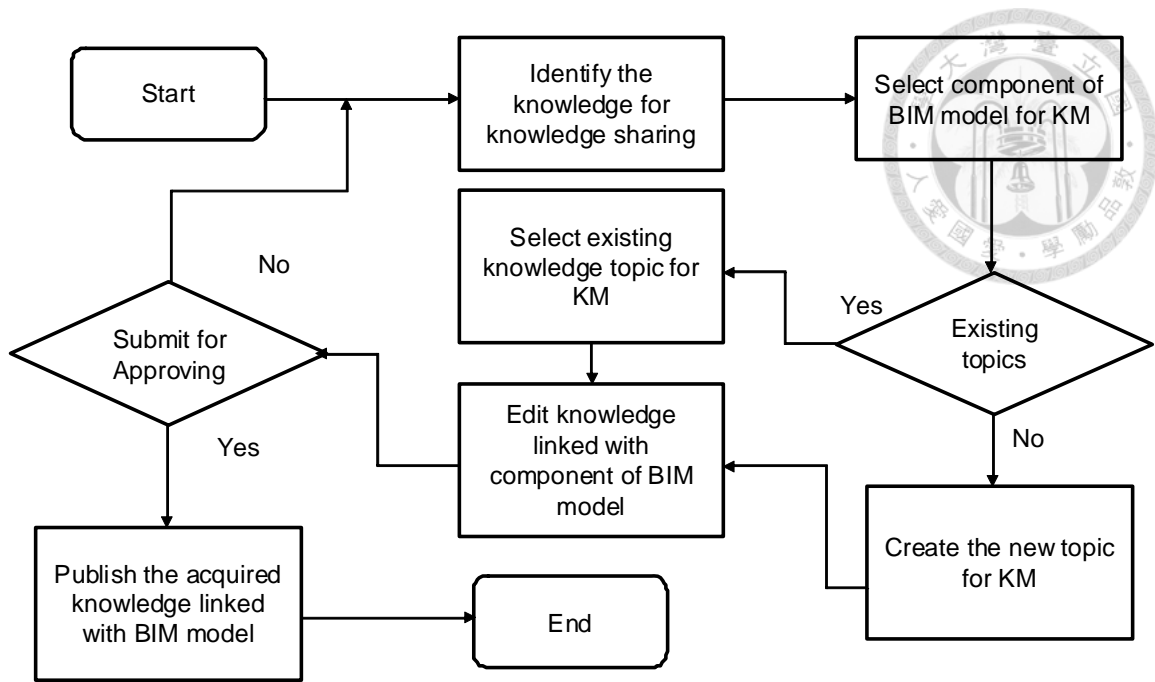 Start
Identify the
knowledge for
knowledge sharing
Select component of
BIM model for KM
Select existing
knowledge topic for
KM
No
Yes
Existing
topics
Submit for
Approving
Edit knowledge
linked with
component of BIM
model
No
Yes
Create the new topic
for KM
Publish the acquired
knowledge linked
with BIM model
End